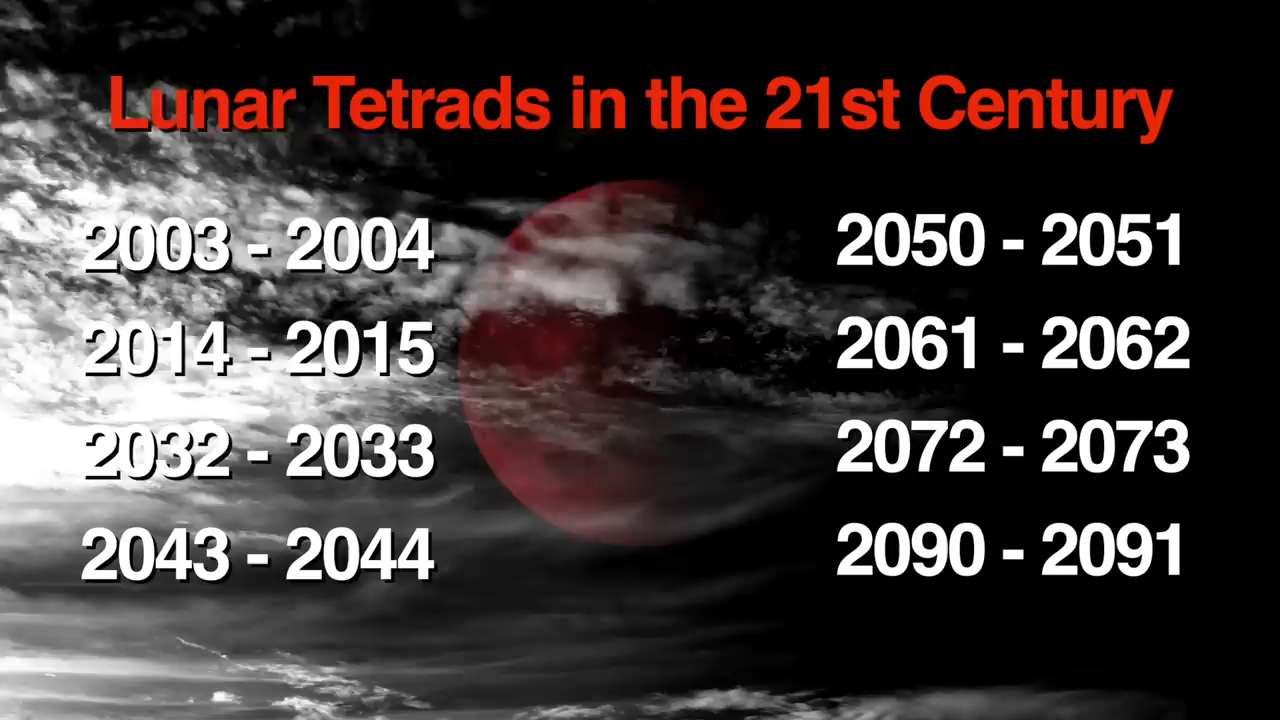 Lunar Tetrads in the 21st Century
2003 - 2004
2014 - 2015
2032 - 2033
2043 - 2044
2050 - 2051
2061 - 2062
2072 - 2073
2090 - 2091